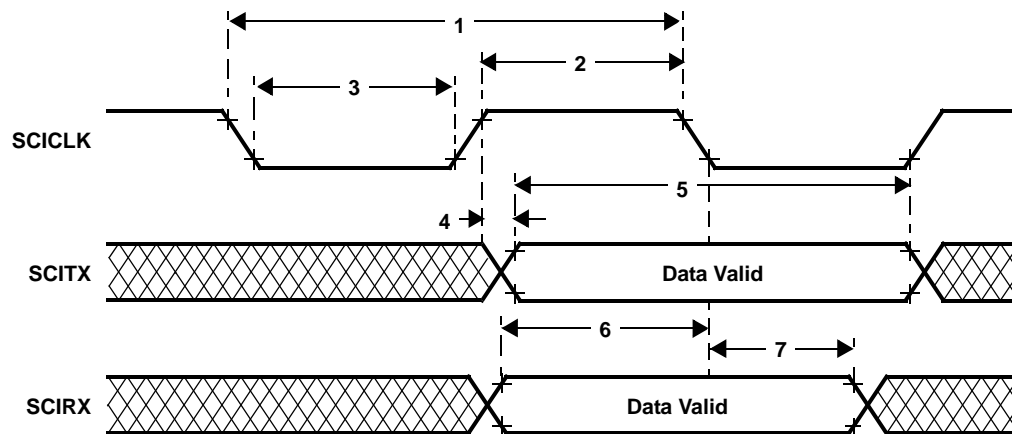 1
2
3
SCICLK
5
4
SCITX Data Valid
6
7
SCIRX Data Valid